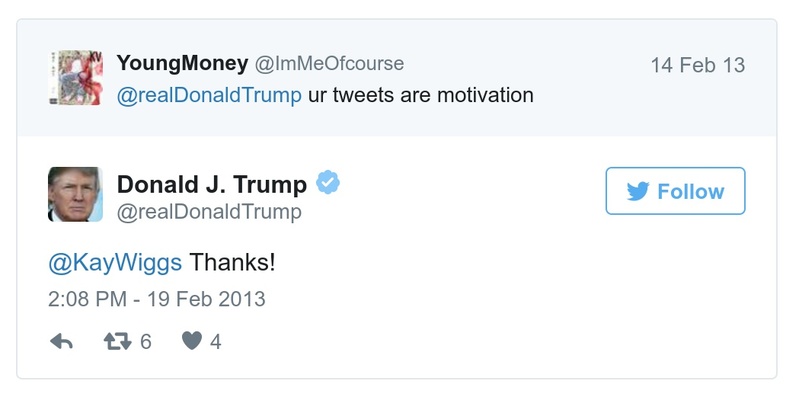 YoungMoney @ImMeOfcourse 14 Feb 13
@realDonaldTrump ur tweets are motivation
Donald J. Trump
@realDonaldTrump
Follow
@KayWiggs Thanks!
2:08 PM - 19 Feb 2013
6 4